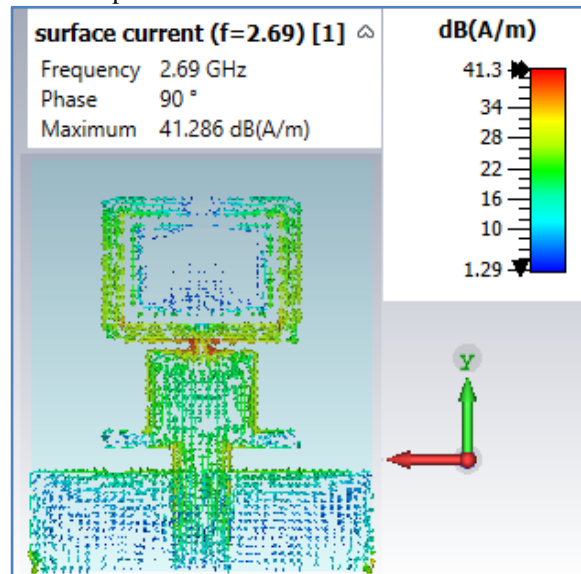 surface current (f=2.69) [1]
Frequency 2.69 GHz
Phase 90 °
Maximum 41.286 dB(A/m)
dB(A/m)
41.3
34
28
22
16
10
1.29
y